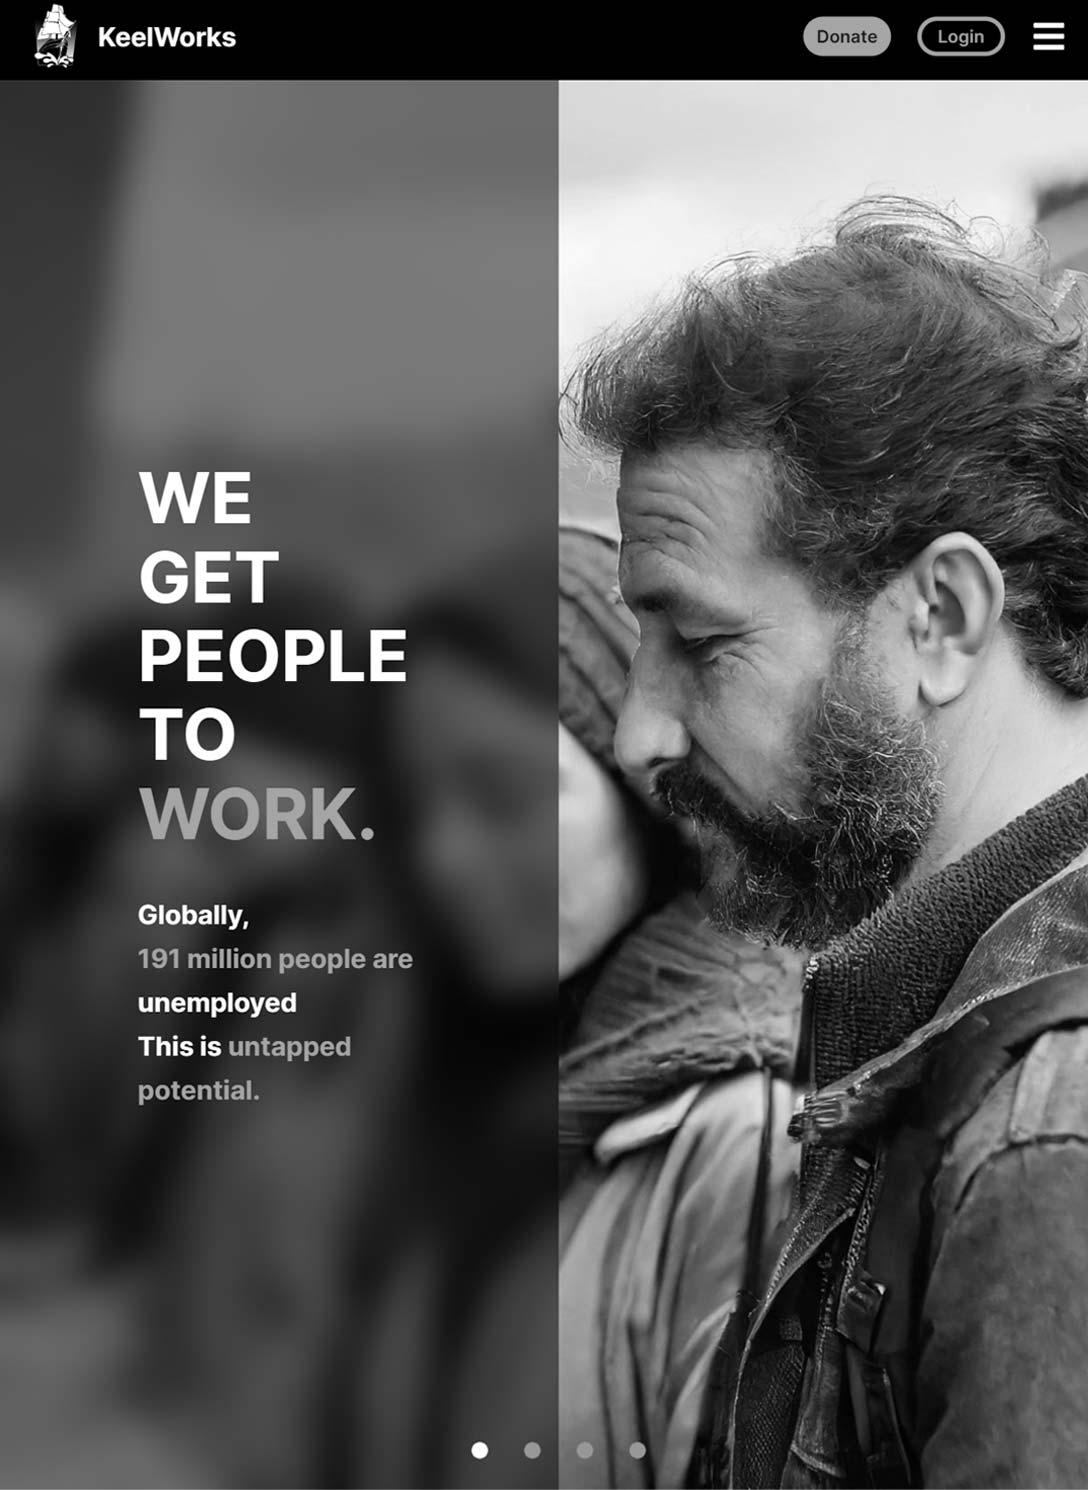 KeelWorks
Donate
Login
WE
GET
PEOPLE
TO
WORK.
Globally,
191 million people are
unemployed
This is untapped
potential.